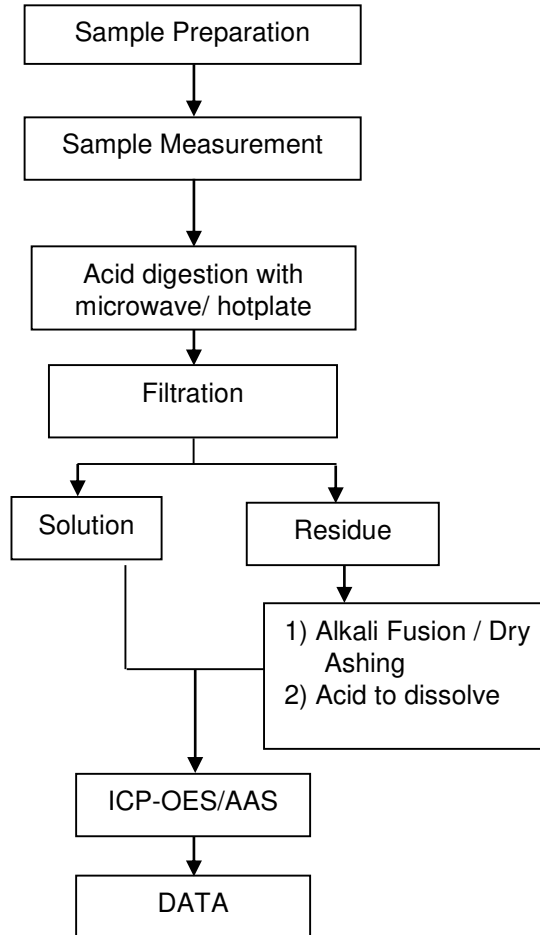 Sample Preparation
Sample Measurement
Acid digestion with
microwave/ hotplate
Filtration
Solution
Residue
1) Alkali Fusion / Dry
Ashing
2) Acid to dissolve
ICP-OES/AAS
DATA